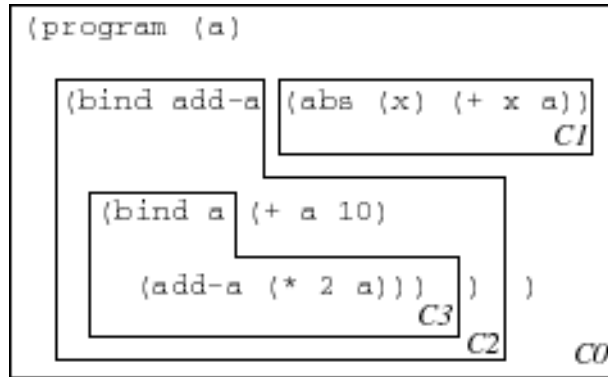 (program (a)
(bind add-a (abs (x) (+ x a))
C1
(bind a (+ a 10)
(add-a (* 2 a))) ) )
C3
C2
C0